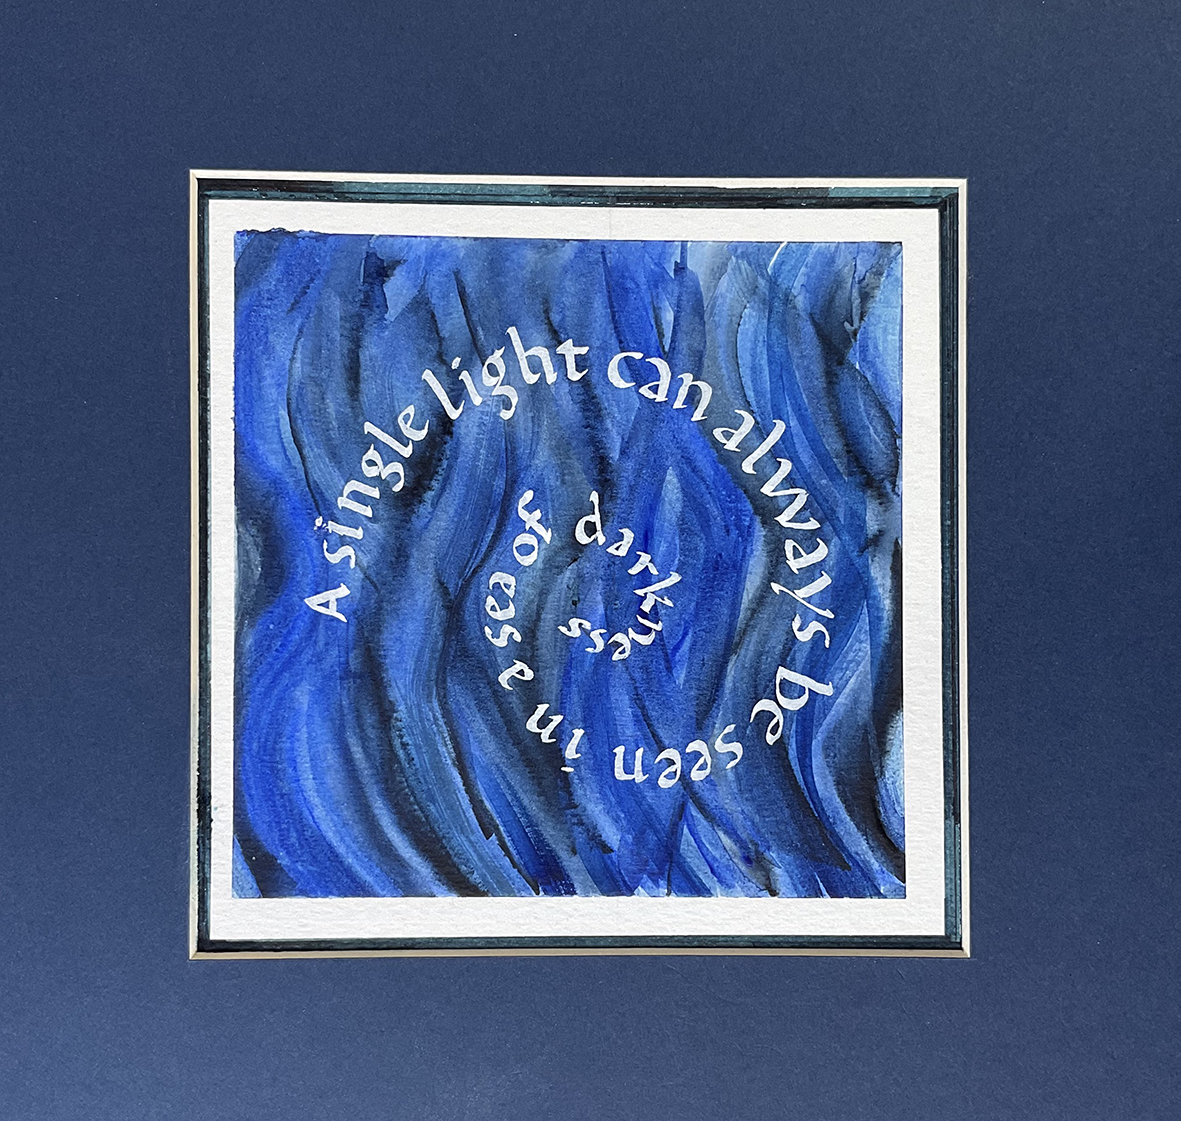 A single light can always be seen in a sea of darkness